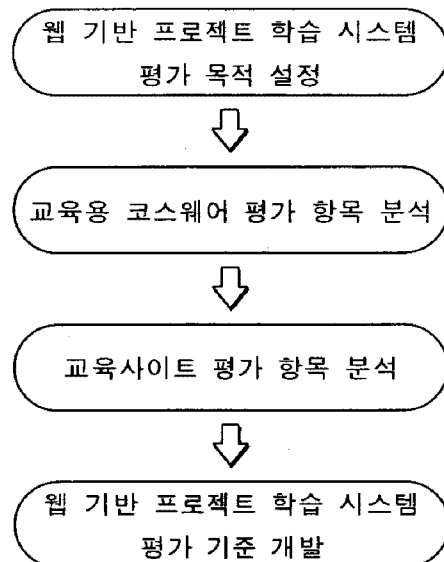 웹 기반 프로젝트 학습 시스템
평가 목적 설정
교육용 코스웨어 평가 항목 분석
교육사이트 평가 항목 분석
웹 기반 프로젝트 학습 시스템
평가 기준 개발